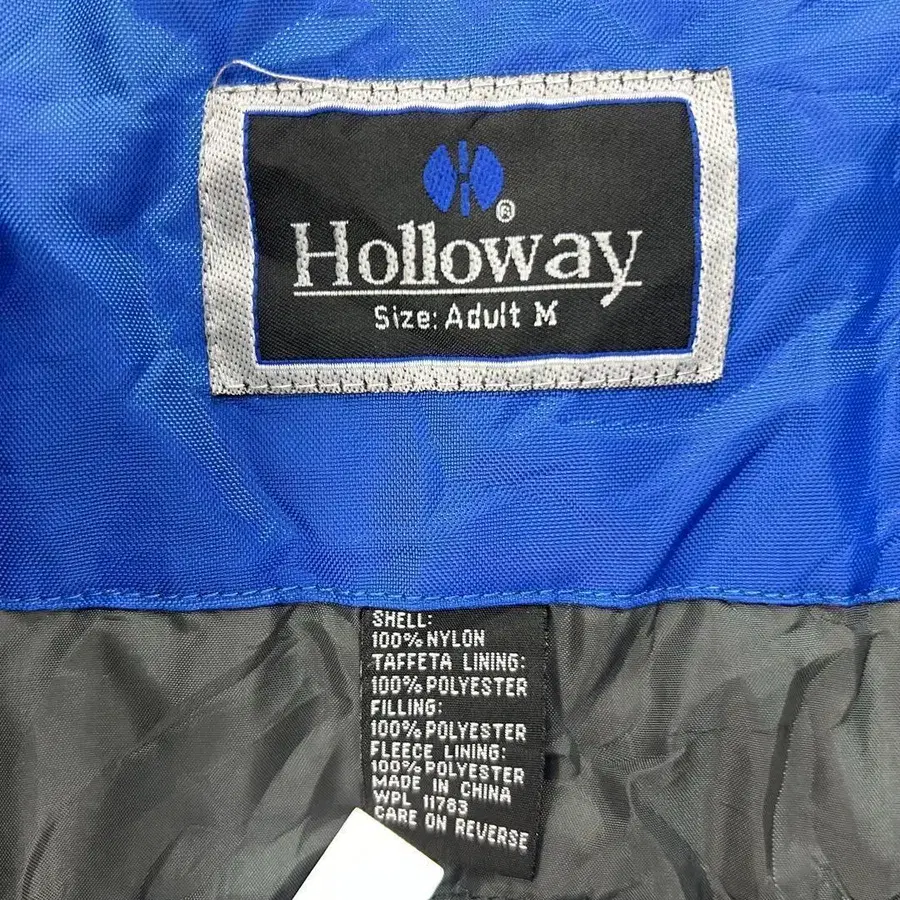 ®
Holloway
Size: Adult M
SHELL:
100% NYLON
TAFFETA LINING:
100% POLYESTER
FILLING:
100% POLYESTER
FLEECE LINING:
100% POLYESTER
MADE IN CHINA
WPL 11783
CARE ON REVERSE